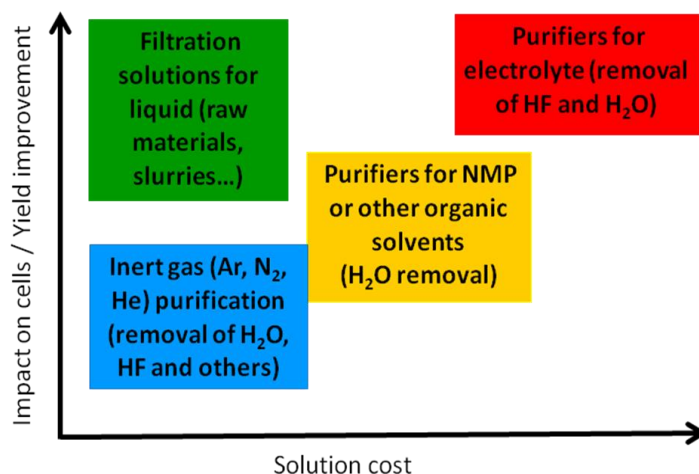 Impact on cells / Yield improvement
Filtration
solutions for
liquid (raw
materials,
slurries...)
Purifiers for
electrolyte (removal
of HF and H₂O)
Purifiers for NMP
or other organic
solvents
(H₂O removal)
Inert gas (Ar, N₂,
He) purification
(removal of H₂O,
HF and others)
Solution cost